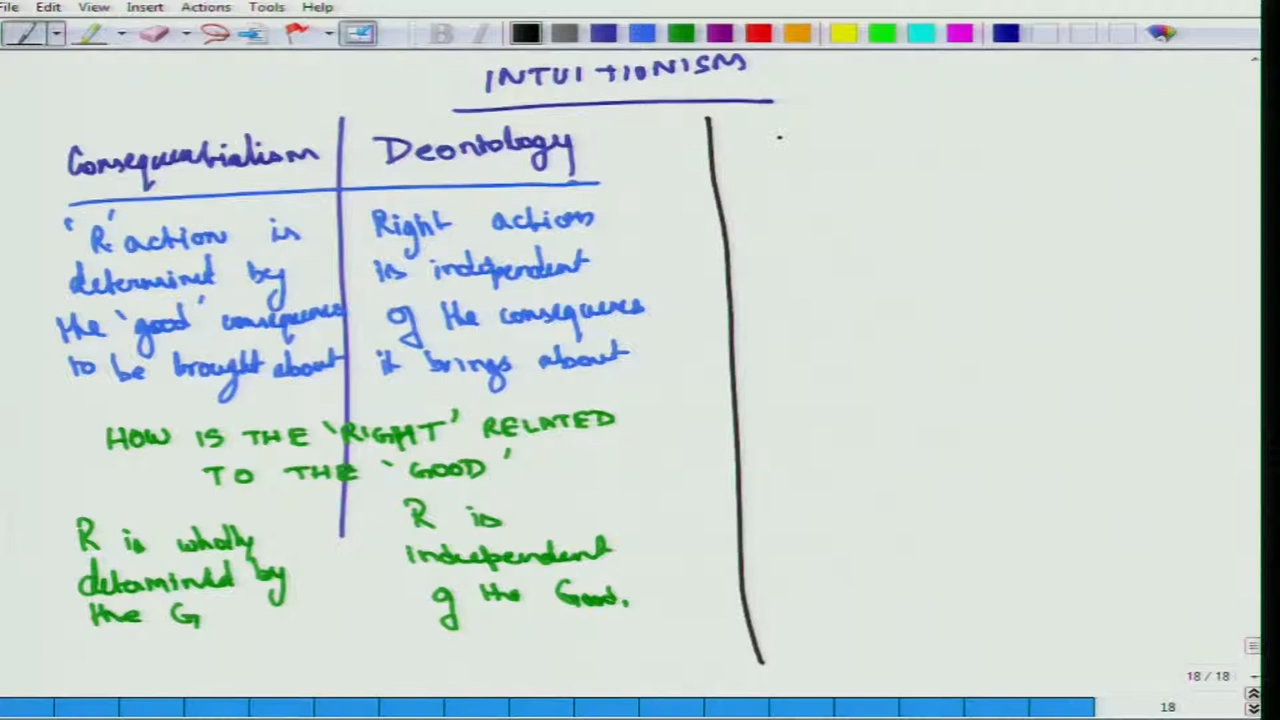 File Edit View Insert Actions Tools Help
INTUITIONISM
Consequentialism
'R' action is
determined by
the 'good' consequence
to be brought about
Deontology
Right actions
is independent
of the consequences
it brings about
HOW IS THE 'RIGHT' RELATED
TO THE 'GOOD'
R is wholly
determined by
the G
R is
independent
of the Good.
18 / 18
18